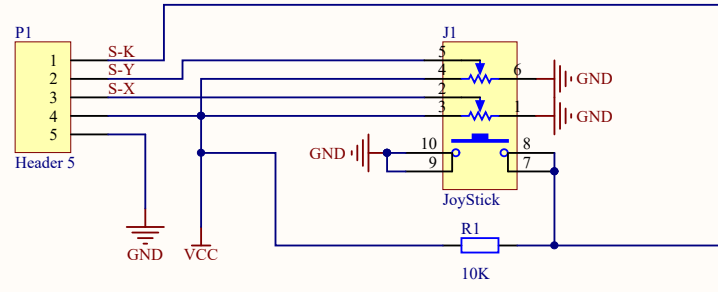 P1
J1
1 S-K
2 S-Y
3 S-X
4
5
Header 5
5
4 6 GND
2
3 1 GND
GND 10 8
9 7
JoyStick
GND
VCC
R1
10K